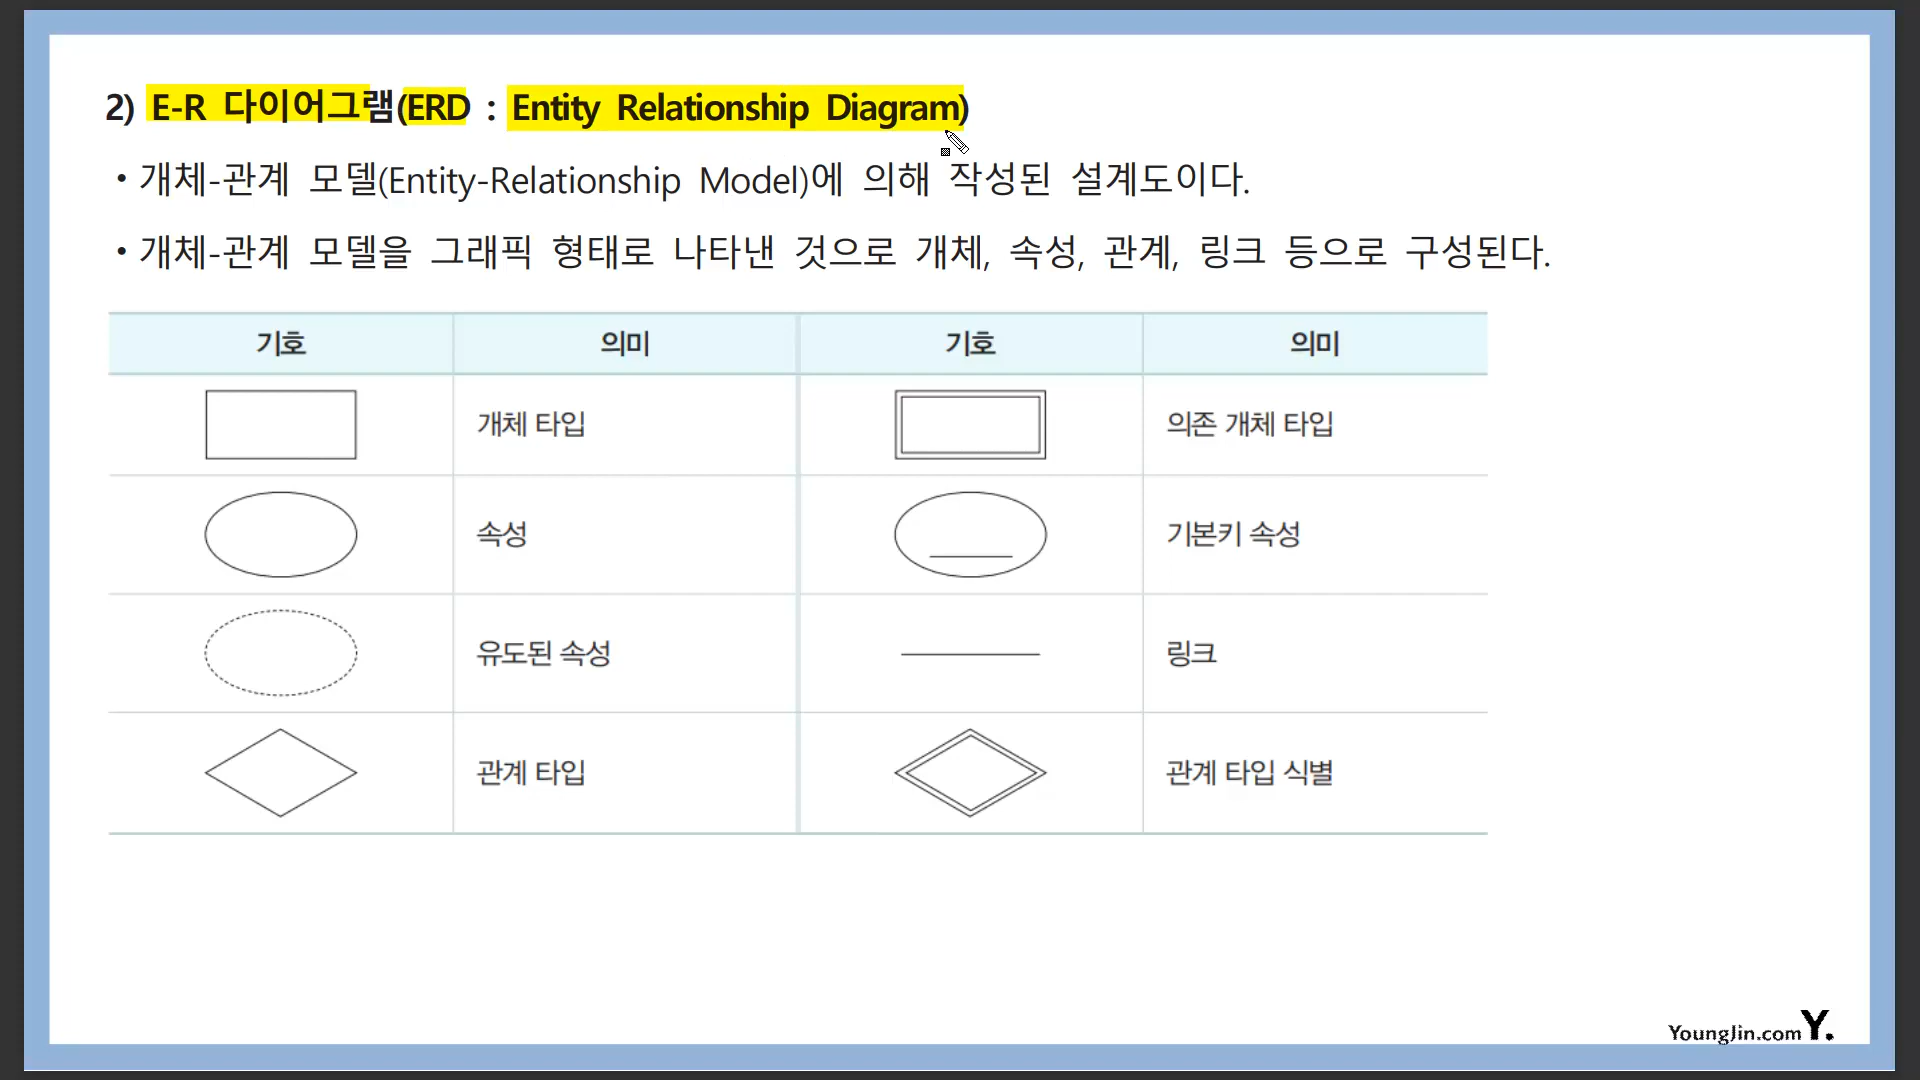 2) E-R 다이어그램(ERD : Entity Relationship Diagram)
• 개체-관계 모델(Entity-Relationship Model)에 의해 작성된 설계도이다.
• 개체-관계 모델을 그래픽 형태로 나타낸 것으로 개체, 속성, 관계, 링크 등으로 구성된다.
기호 의미 기호 의미
개체 타입 의존 개체 타입
속성 기본키 속성
유도된 속성 링크
관계 타입 관계 타입 식별
YoungJin.com Y.